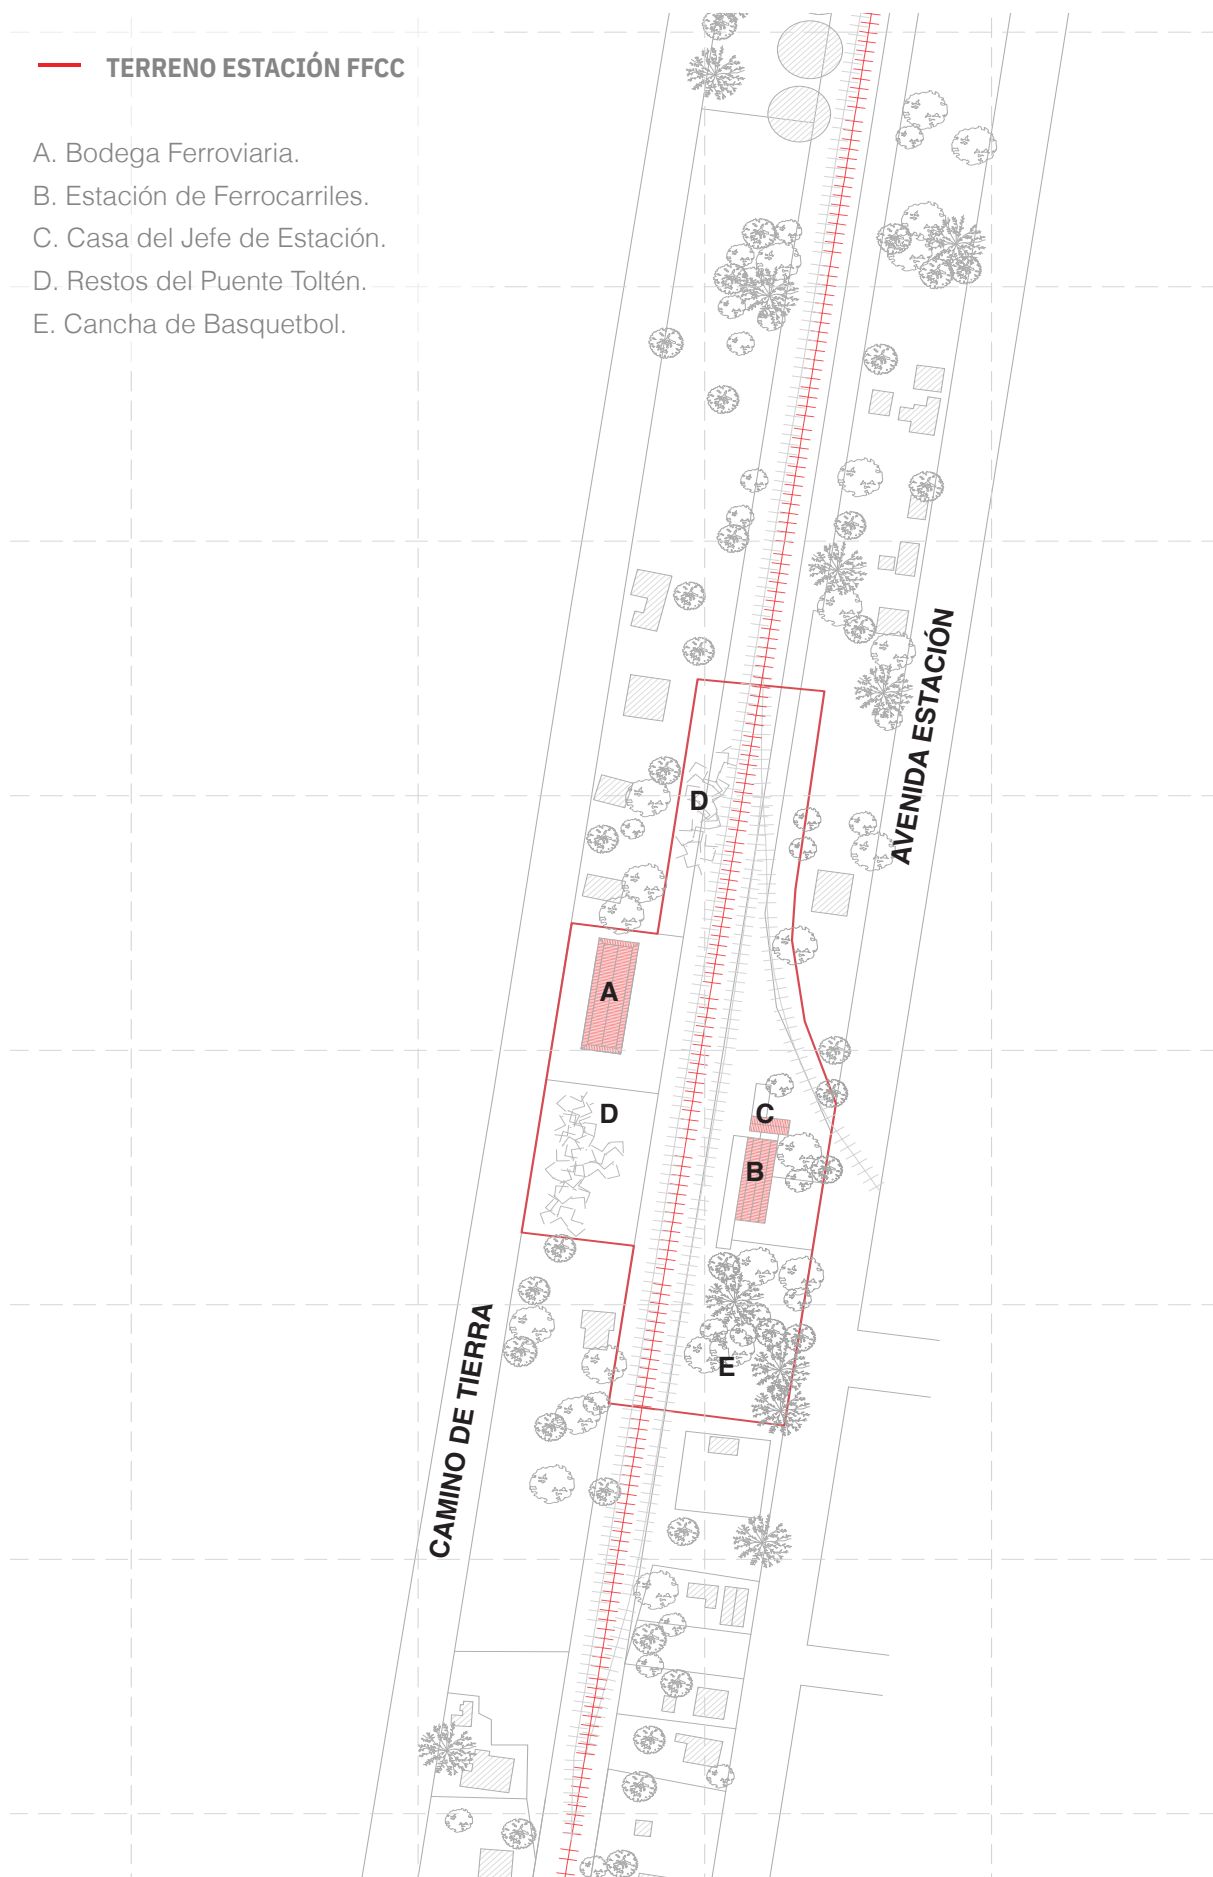 TERRENO ESTACIÓN FFCC
A. Bodega Ferroviaria.
B. Estación de Ferrocarriles.
C. Casa del Jefe de Estación.
D. Restos del Puente Toltén.
E. Cancha de Basquetbol.
AVENIDA ESTACIÓN
D
A
D
C
B
E
CAMINO DE TIERRA